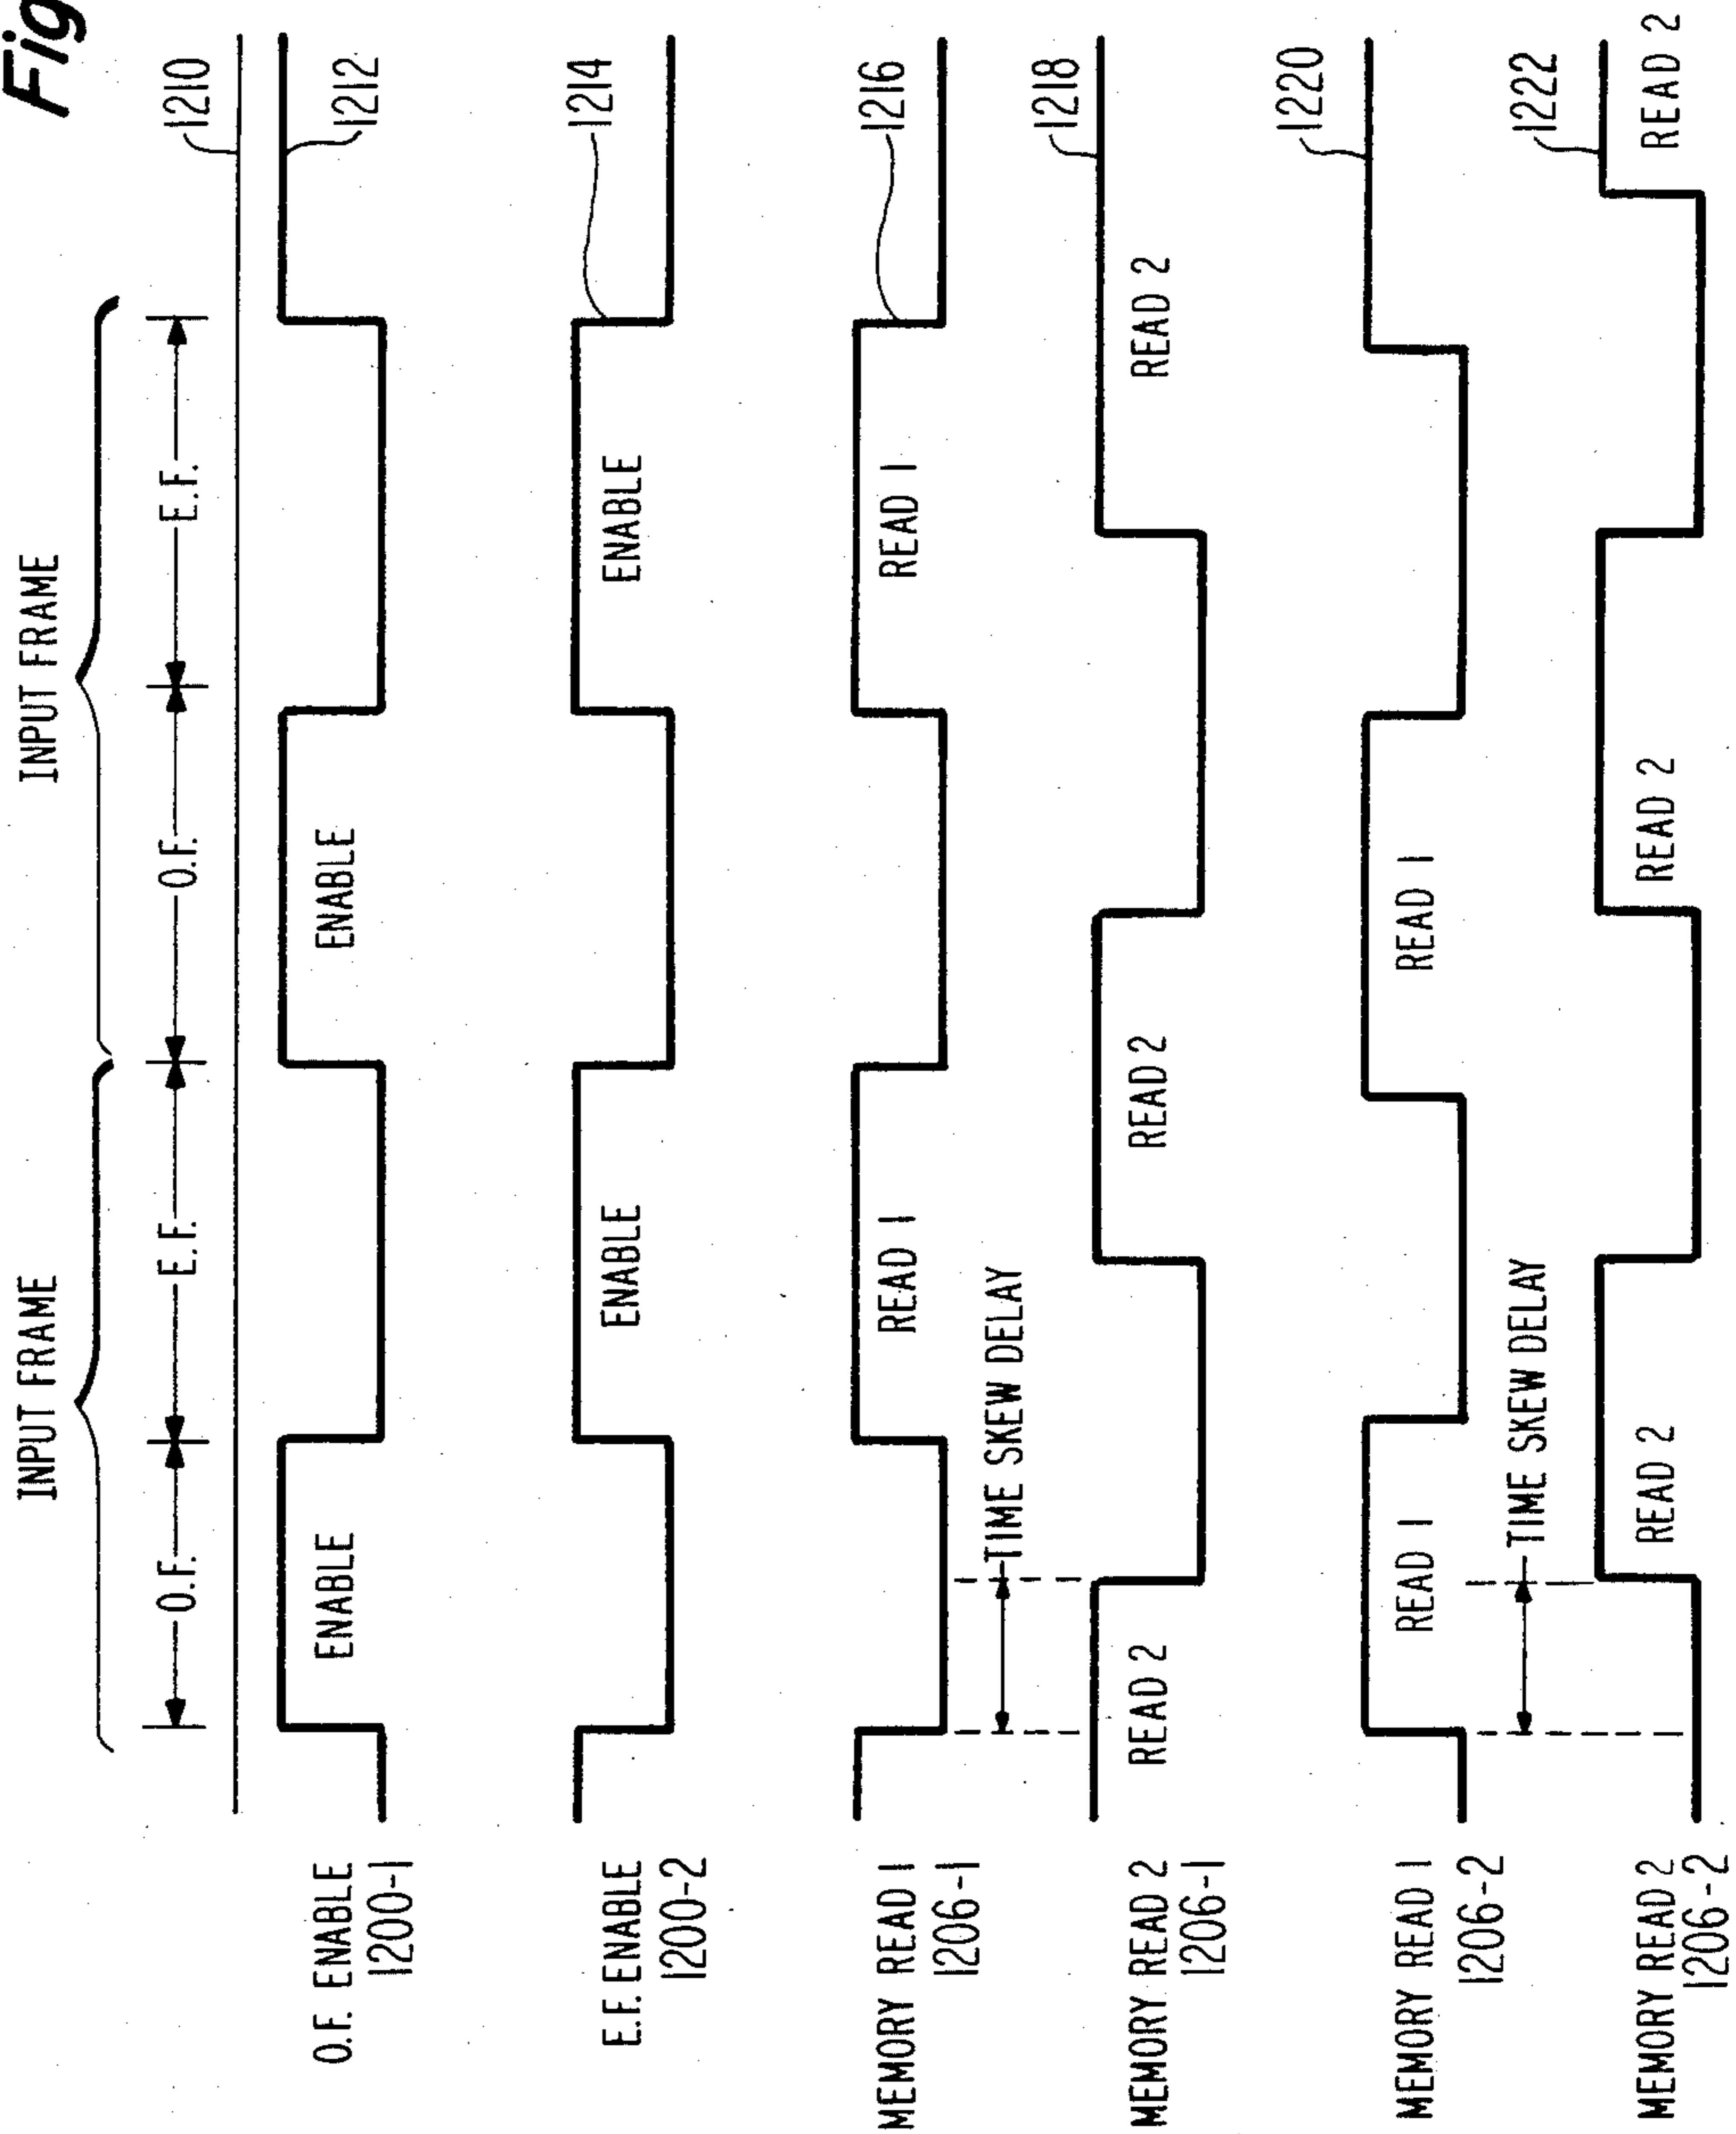 Fig
INPUT FRAME
INPUT FRAME
O.F.
E.F.
O.F.
E.F.
1210
O.F. ENABLE
1200-1
ENABLE
ENABLE
1212
E.F. ENABLE
1200-2
ENABLE
ENABLE
1214
MEMORY READ 1
1206-1
READ 1
READ 1
1216
TIME SKEW DELAY
MEMORY READ 2
1206-1
READ 2
READ 2
READ 2
1218
MEMORY READ 1
1206-2
READ 1
READ 1
1220
TIME SKEW DELAY
MEMORY READ 2
1206-2
READ 2
READ 2
READ 2
1222